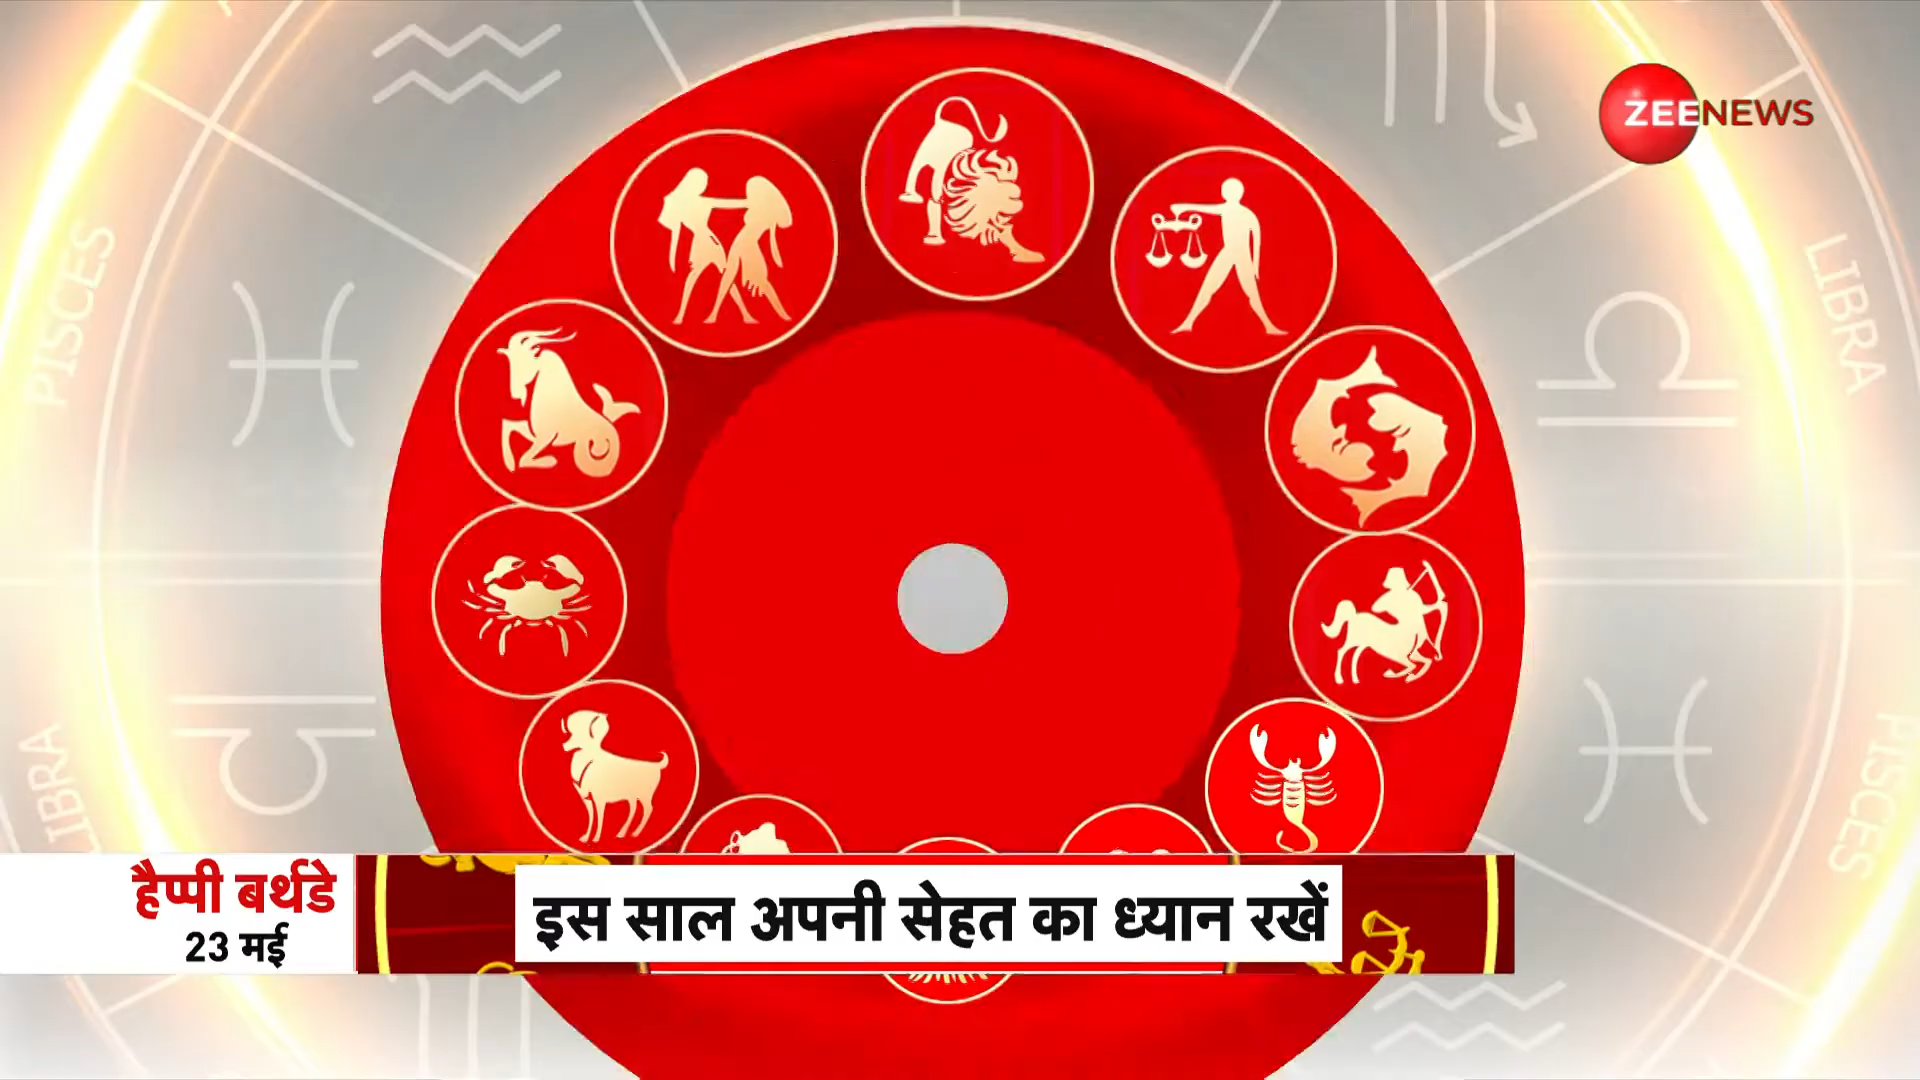 ZEENEWS
PISCES
LIBRA
LIBRA
PISCES
हैप्पी बर्थडे
23 मई
इस साल अपनी सेहत का ध्यान रखें